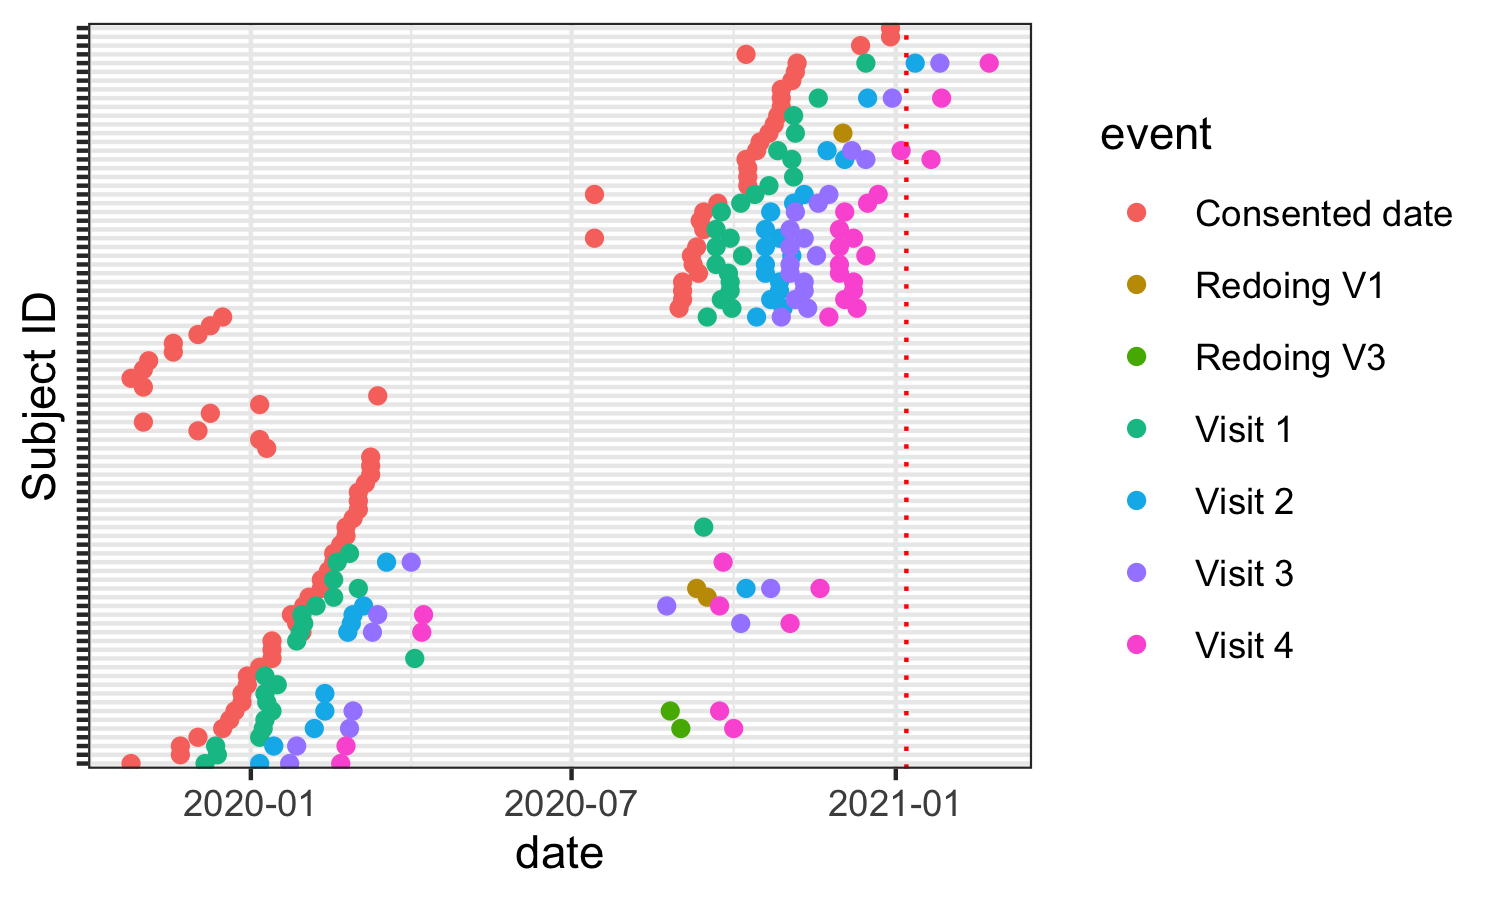 event
Consented date
Redoing V1
Redoing V3
Visit 1
Visit 2
Visit 3
Visit 4
Subject ID
2020-01
2020-07
2021-01
date